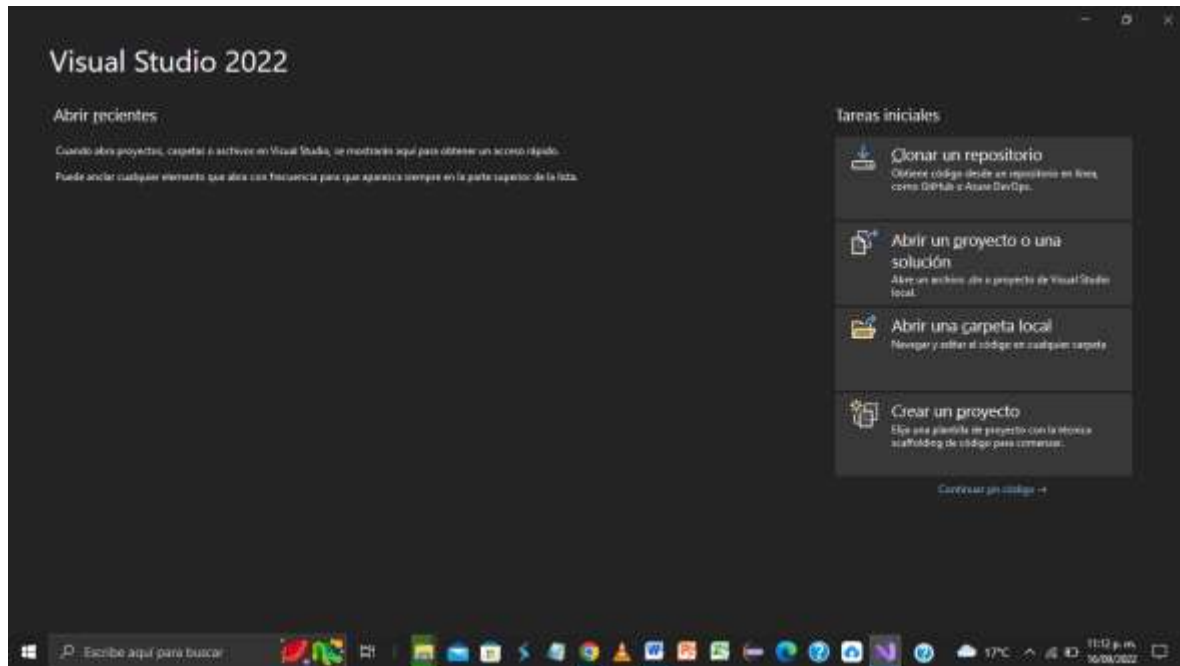 Visual Studio 2022
Abrir recientes
Cuando abra proyectos, carpetas o archivos en Visual Studio, se mostrarán aquí para obtener un acceso rápido.
Puede anclar cualquier elemento que abra con frecuencia para que aparezca siempre en la parte superior de la lista.
Tareas iniciales
Clonar un repositorio
Obtiene código desde un repositorio en línea,
como GitHub o Azure DevOps.
Abrir un proyecto o una
solución
Abre un archivo .sln o proyecto de Visual Studio
local.
Abrir una carpeta local
Navegar y editar el código en cualquier carpeta
Crear un proyecto
Elija una plantilla de proyecto con la técnica
scaffolding de código para comenzar.
Continuar sin código →
Escribe aquí para buscar
17°C
11:12 p. m.
16/09/2022